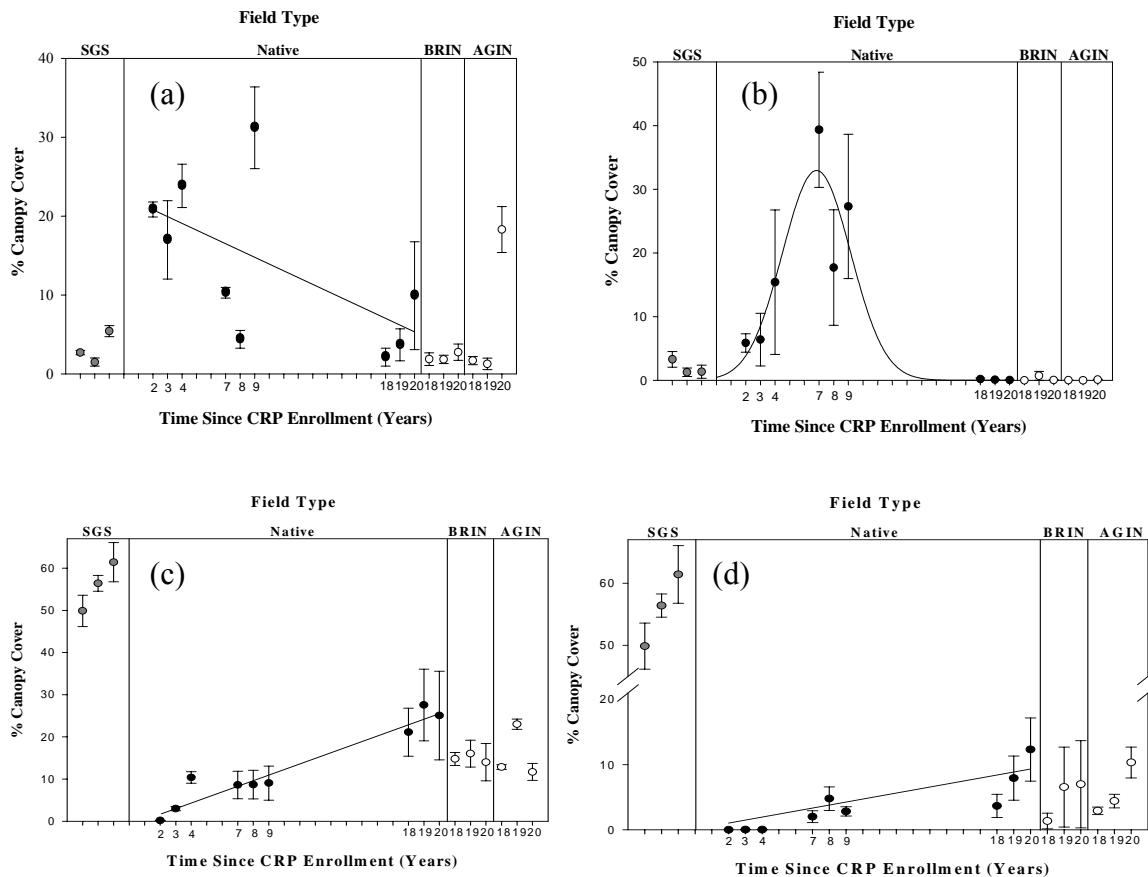 Field Type
SGS Native BRIN AGIN
40
30
20
10
0
% Canopy Cover
(a)
2 3 4 7 8 9 18 19 20 18 19 20 18 19 20
Time Since CRP Enrollment (Years)
Field Type
SGS Native BRIN AGIN
50
40
30
20
10
0
% Canopy Cover
(b)
2 3 4 7 8 9 18 19 20 18 19 20 18 19 20
Time Since CRP Enrollment (Years)
Field Type
SGS Native BRIN AGIN
60
50
40
30
20
10
0
% Canopy Cover
(c)
2 3 4 7 8 9 18 19 20 18 19 20 18 19 20
Time Since CRP Enrollment (Years)
Field Type
SGS Native BRIN AGIN
60
50
20
10
0
% Canopy Cover
(d)
2 3 4 7 8 9 18 19 20 18 19 20 18 19 20
Time Since CRP Enrollment (Years)